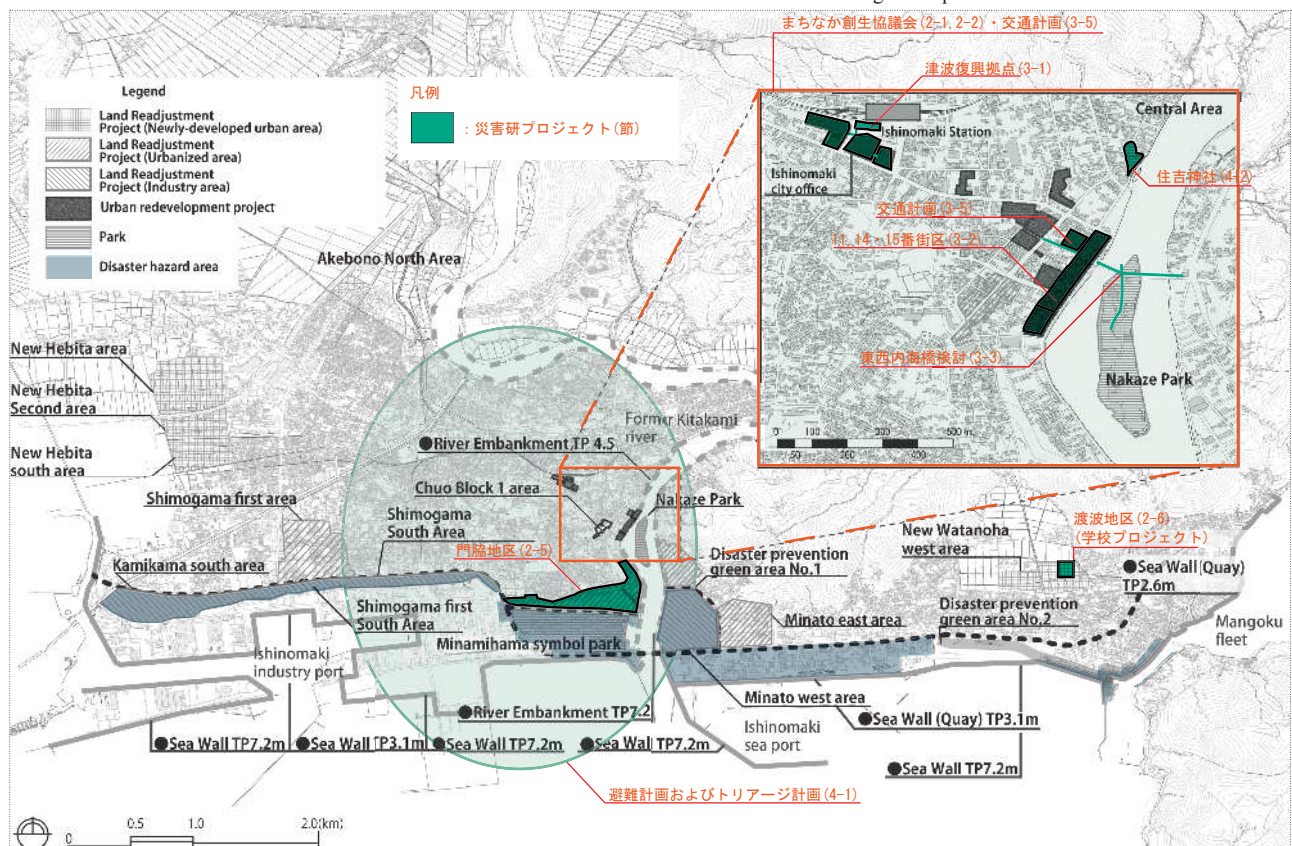 まちなか創生協議会(2-1, 2-2)・交通計画(3-5)
津波復興拠点(3-1)
Legend
Land Readjustment
Project (Newly-developed urban area)
Land Readjustment
Project (Urbanized area)
Land Readjustment
Project (Industry area)
Urban redevelopment project
Park
Disaster hazard area
凡例
：災害研プロジェクト(節)
Central Area
Ishinomaki Station
Ishinomaki
city office
住吉神社(4-2)
交通計画(3-5)
11、14・15番街区(3-2)
東西内海橋検討(3-3)
Nakaze Park
0 100 200 300 500 m
50 200 400
Akebono North Area
New Hebita area
New Hebita
Second area
New Hebita
south area
Former Kitakami
river
●River Embankment TP 4.5
Chuo Block 1 area
Nakaze Park
Shimogama first area
Shimogama
South Area
門脇地区(2-5)
Kamikama south area
Disaster prevention
green area No.1
New Watanoha
west area
渡波地区(2-6)
(学校プロジェクト)
●Sea Wall (Quay)
TP2.6m
Shimogama first
South Area
Minamihama symbol park
Minato east area
Disaster prevention
green area No.2
Mangoku
fleet
Ishinomaki
industry port
Minato west area
●River Embankment TP7.2
●Sea Wall (Quay) TP3.1m
Ishinomaki
sea port
●Sea Wall TP7.2m
●Sea Wall TP3.1m
●Sea Wall TP7.2m
●Sea Wall TP7.2m
●Sea Wall TP7.2m
避難計画およびトリアージ計画(4-1)
0 0.5 1.0 2.0(km)